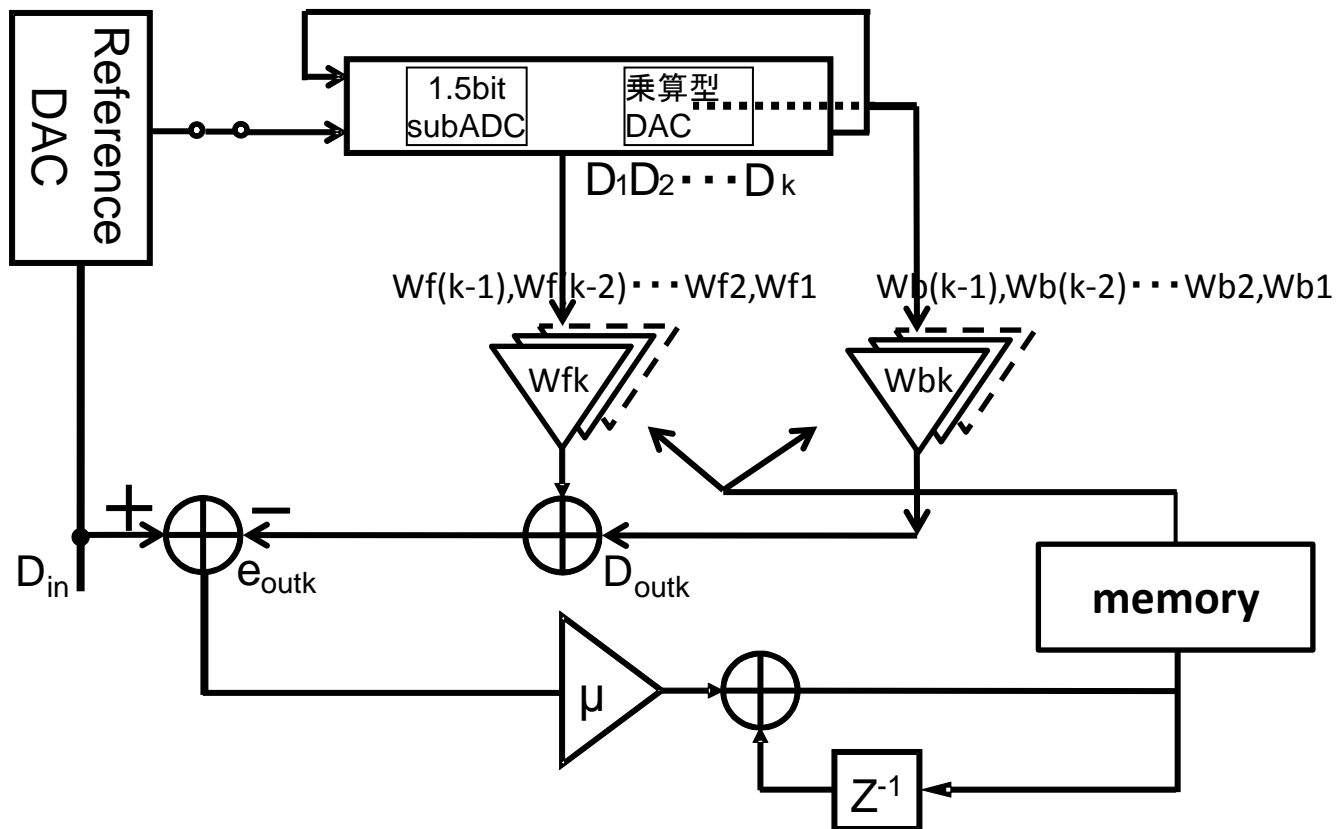 Reference
DAC
1.5bit
subADC
乗算型
DAC
D₁D₂・・・Dₖ
Wf(k-1),Wf(k-2)・・・Wf2,Wf1
Wb(k-1),Wb(k-2)・・・Wb2,Wb1
Wfk
Wbk
+
−
Din
eoutk
Doutk
memory
μ
Z⁻¹